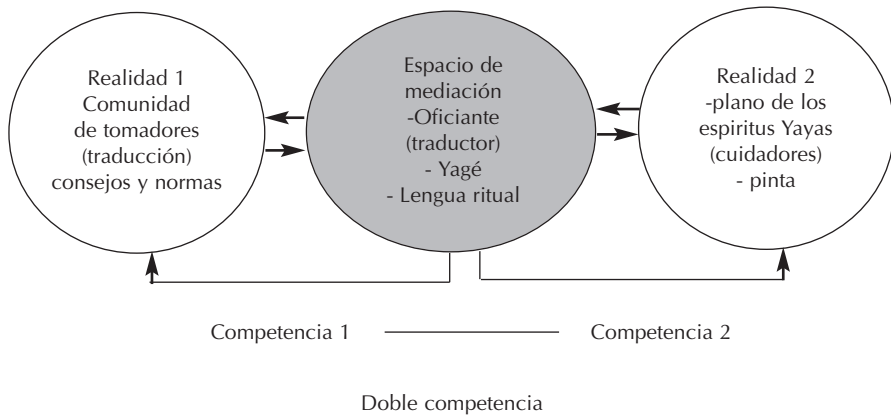 Realidad 1
Comunidad
de tomadores
(traducción)
consejos y normas
Espacio de
mediación
-Oficiante
(traductor)
- Yagé
- Lengua ritual
Realidad 2
-plano de los
espiritus Yayas
(cuidadores)
- pinta
Competencia 1
Competencia 2
Doble competencia